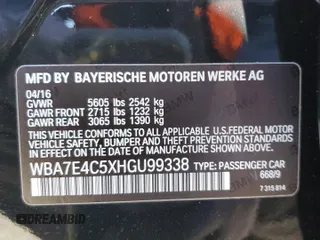 MFD BY BAYERISCHE MOTOREN WERKE AG
04/16
GVWR 5605 lbs 2542 kg
GAWR FRONT 2715 lbs 1232 kg
GAWR REAR 3065 lbs 1390 kg
THIS VEHICLE CONFORMS TO ALL APPLICABLE
U.S. FEDERAL MOTOR VEHICLE SAFETY, BUMPER,
AND THEFT PREVENTION STANDARDS IN EFFECT
ON THE DATE OF MANUFACTURE SHOWN ABOVE.
WBA7E4C5XHGU99338 TYPE: PASSENGER CAR
668/9
7 315 814
DREAMBID